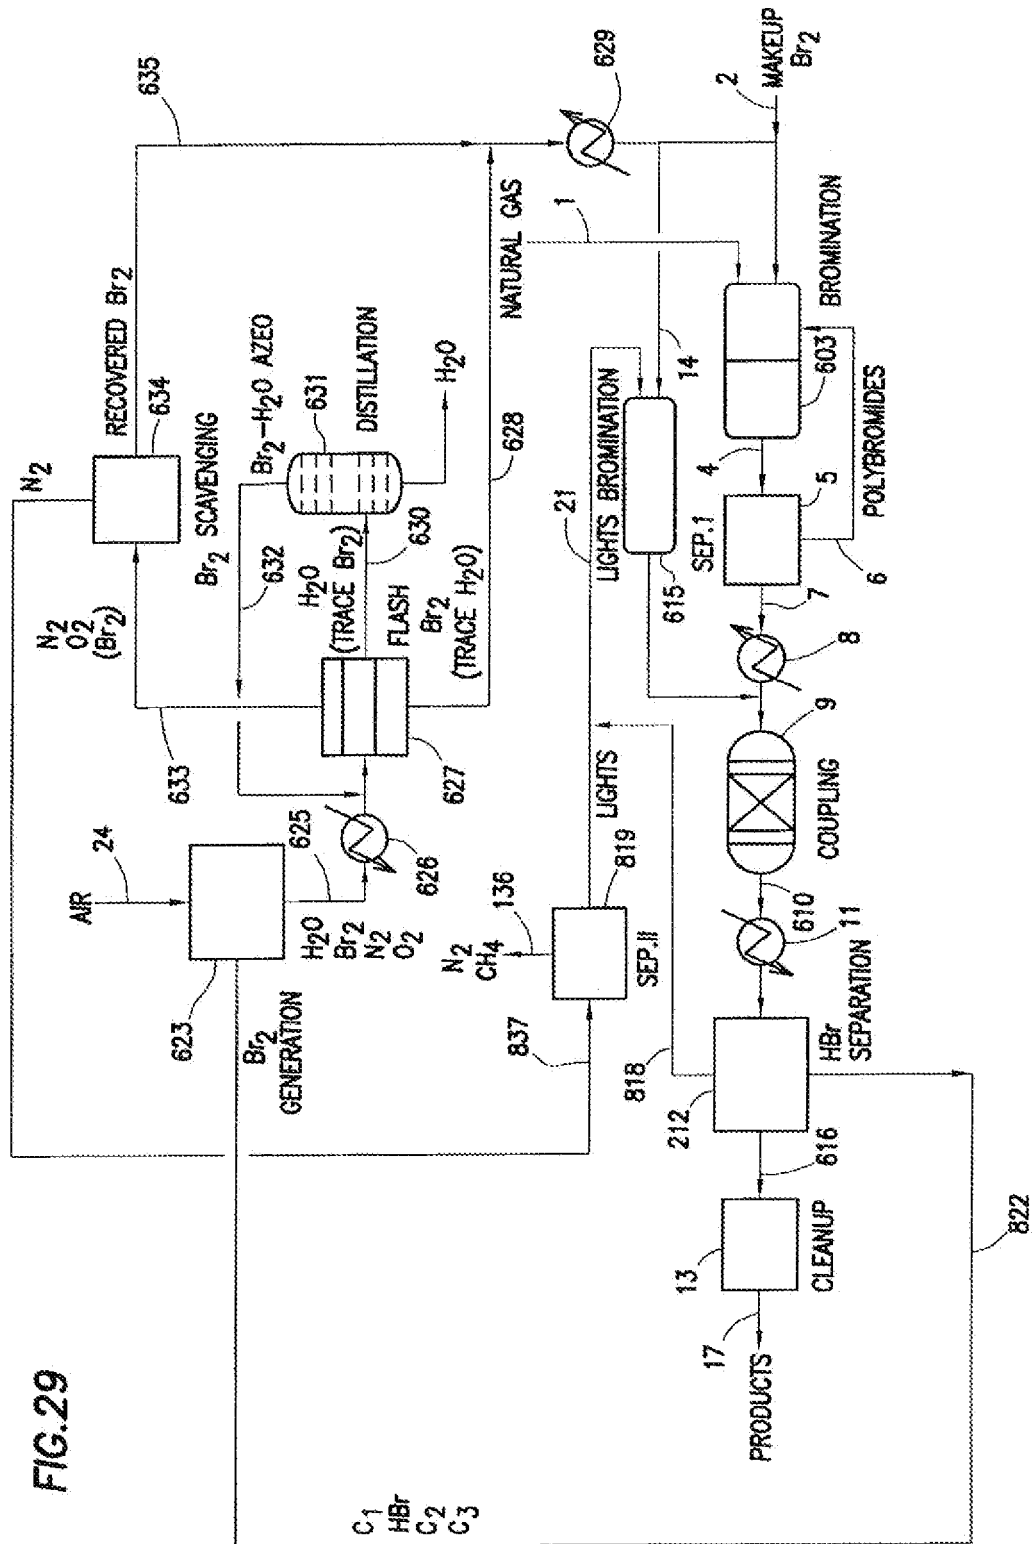 FIG.29
635
N2
RECOVERED Br2
634
N2
O2
(Br2)
Br2 SCAVENGING
633
632
Br2-H2O AZEO
631
DISTILLATION
H2O
(TRACE Br2)
630
H2O
FLASH
Br2
(TRACE H2O)
628
627
AIR
24
623
Br2
GENERATION
625
H2O
Br2
N2
O2
626
629
2
MAKEUP
Br2
NATURAL GAS
1
14
BROMINATION
603
POLYBROMIDES
4
5
6
SEP.1
7
8
LIGHTS BROMINATION
615
21
LIGHTS
819
136
N2
CH4
SEP.II
837
818
9
COUPLING
610
11
HBr
SEPARATION
212
616
13
CLEANUP
17
PRODUCTS
822
C1
HBr
C2
C3